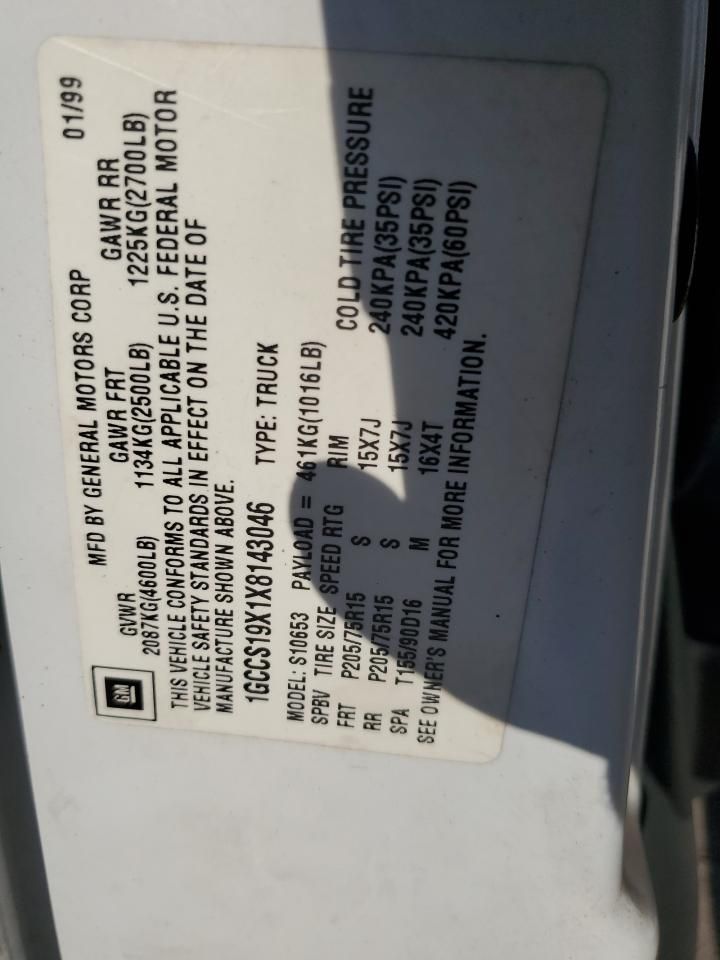 MFD BY GENERAL MOTORS CORP 01/99
GM
GVWR GAWR FRT GAWR RR
2087KG(4600LB) 1134KG(2500LB) 1225KG(2700LB)
THIS VEHICLE CONFORMS TO ALL APPLICABLE U.S. FEDERAL MOTOR
VEHICLE SAFETY STANDARDS IN EFFECT ON THE DATE OF
MANUFACTURE SHOWN ABOVE.
1GCCS19X1X8143046 TYPE: TRUCK
MODEL: S10653 PAYLOAD = 461KG(1016LB)
SPBV TIRE SIZE SPEED RTG RIM COLD TIRE PRESSURE
FRT P205/75R15 S 15X7J 240KPA(35PSI)
RR P205/75R15 S 15X7J 240KPA(35PSI)
SPA T155/90D16 M 16X4T 420KPA(60PSI)
SEE OWNER'S MANUAL FOR MORE INFORMATION.